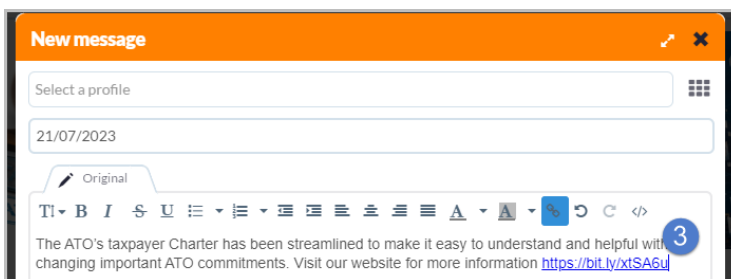 New message
Select a profile
21/07/2023
Original
B I S U A A </>
3
The ATO's taxpayer Charter has been streamlined to make it easy to understand and helpful with
changing important ATO commitments. Visit our website for more information https://bit.ly/xtSA6u